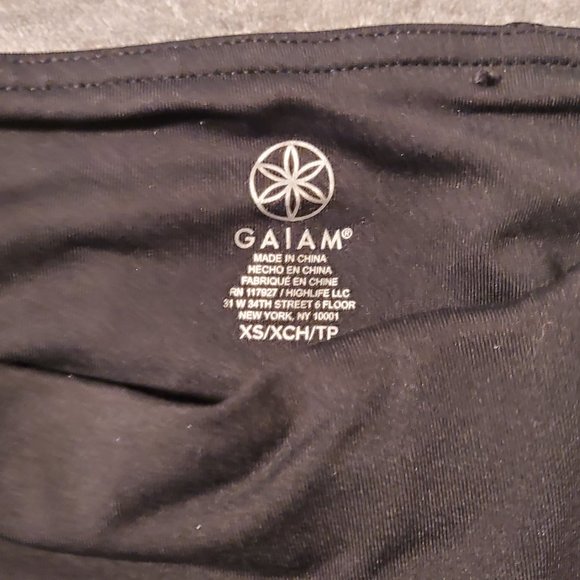 GAIAM®
MADE IN CHINA
HECHO EN CHINA
FABRIQUÉ EN CHINE
RN 117927 / HIGHLIFE LLC
31 W 34TH STREET 6 FLOOR
NEW YORK, NY 10001
XS/XCH/TP